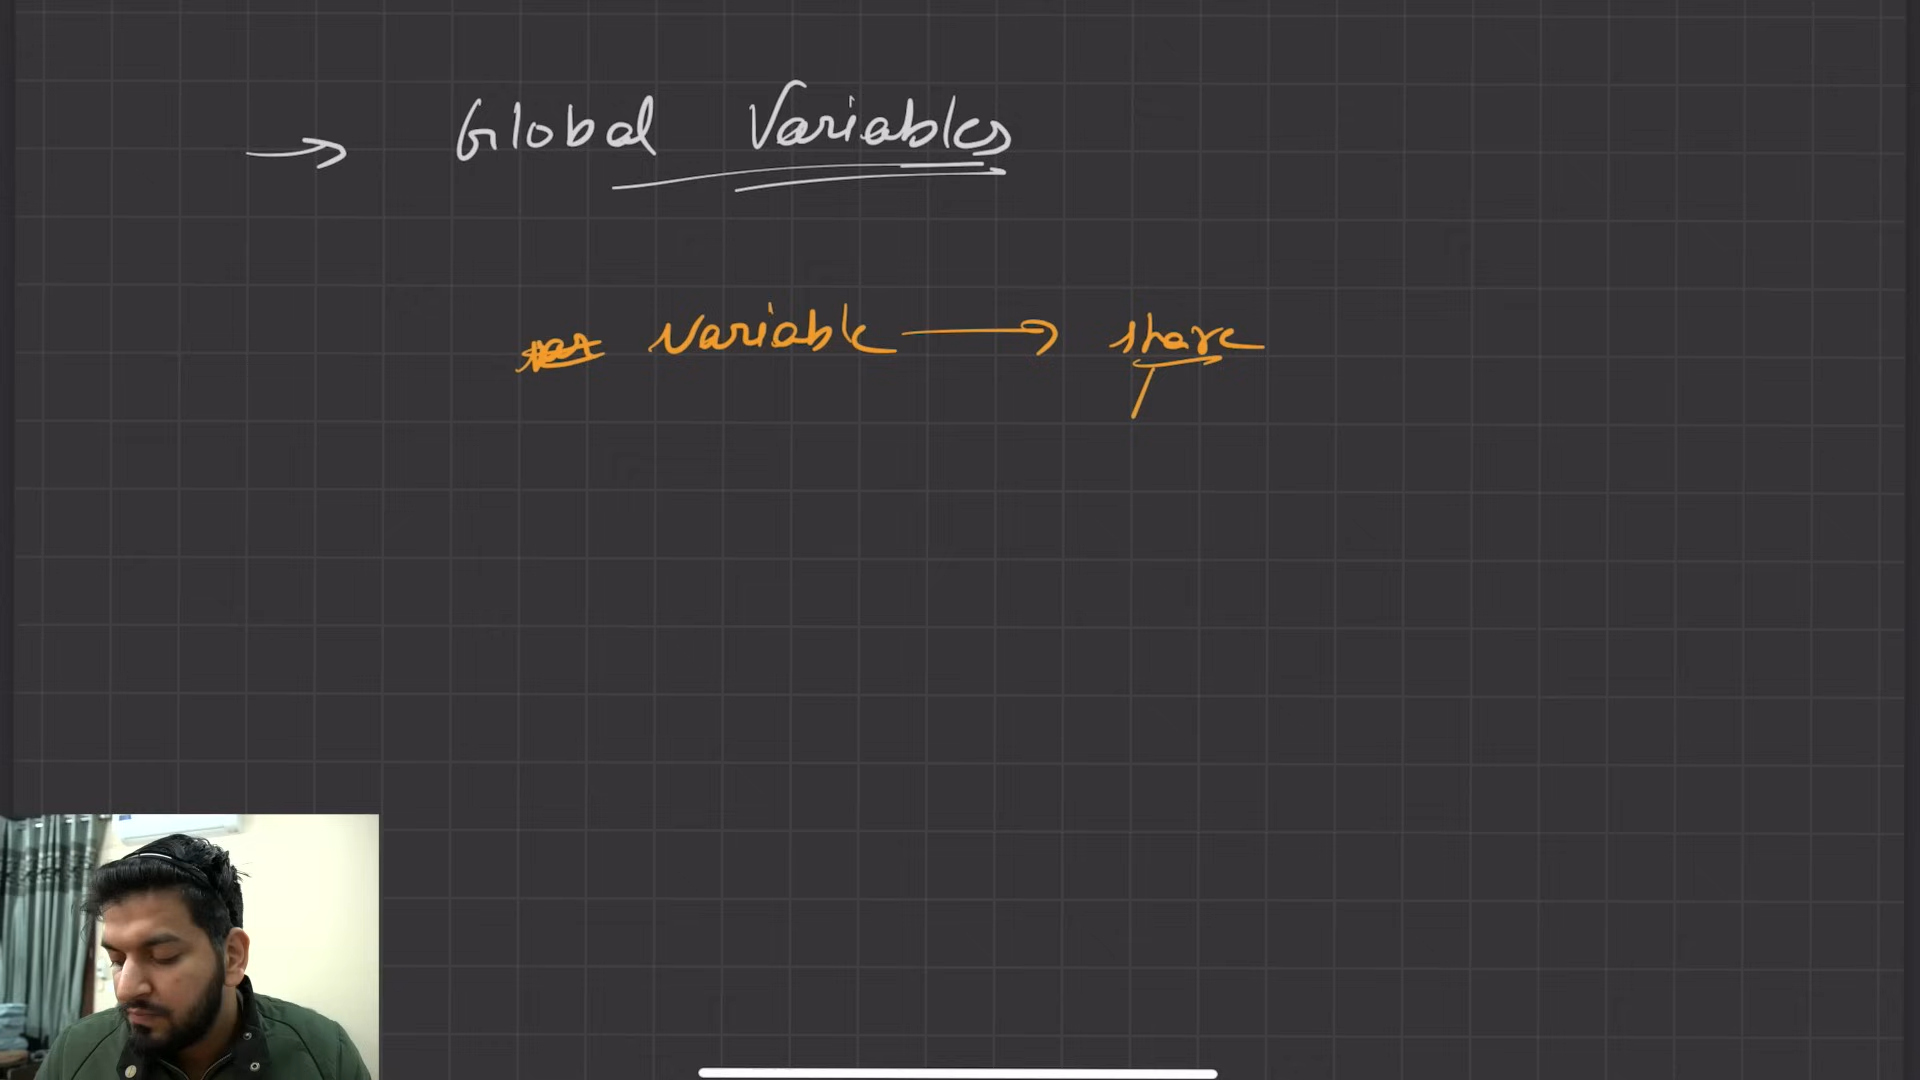 → Global Variables
variable → share